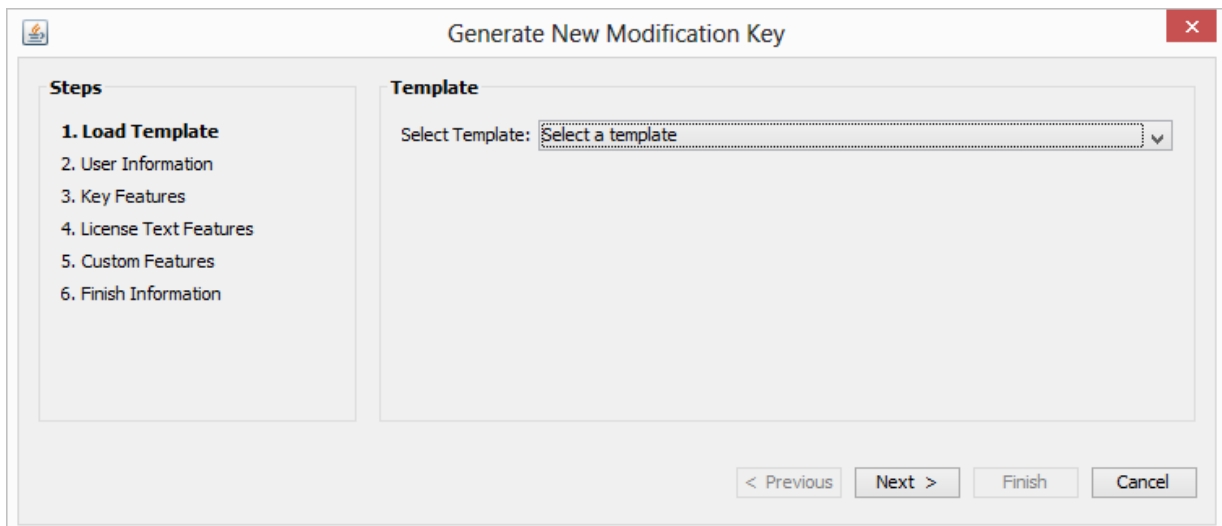 Generate New Modification Key
Steps
1. Load Template
2. User Information
3. Key Features
4. License Text Features
5. Custom Features
6. Finish Information
Template
Select Template: Select a template
< Previous Next > Finish Cancel